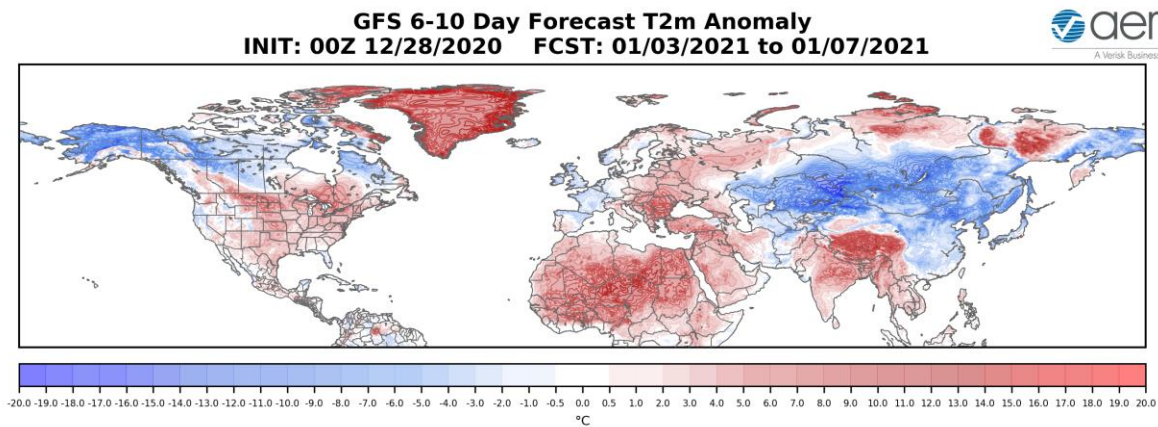 GFS 6-10 Day Forecast T2m Anomaly
INIT: 00Z 12/28/2020 FCST: 01/03/2021 to 01/07/2021
aer
A Verisk Business
-20.0 -19.0 -17.0 -16.0 -15.0 -14.0 -13.0 -12.0 -11.0 -10.0 -9.0 -8.0 -7.0 -6.0 -5.0 -4.0 -3.0 -2.0 -1.0 -0.5 0.0 0.5 1.0 2.0 3.0 4.0 5.0 6.0 7.0 8.0 9.0 10.0 11.0 12.0 13.0 14.0 15.0 16.0 17.0 18.0 19.0 20.0
°C